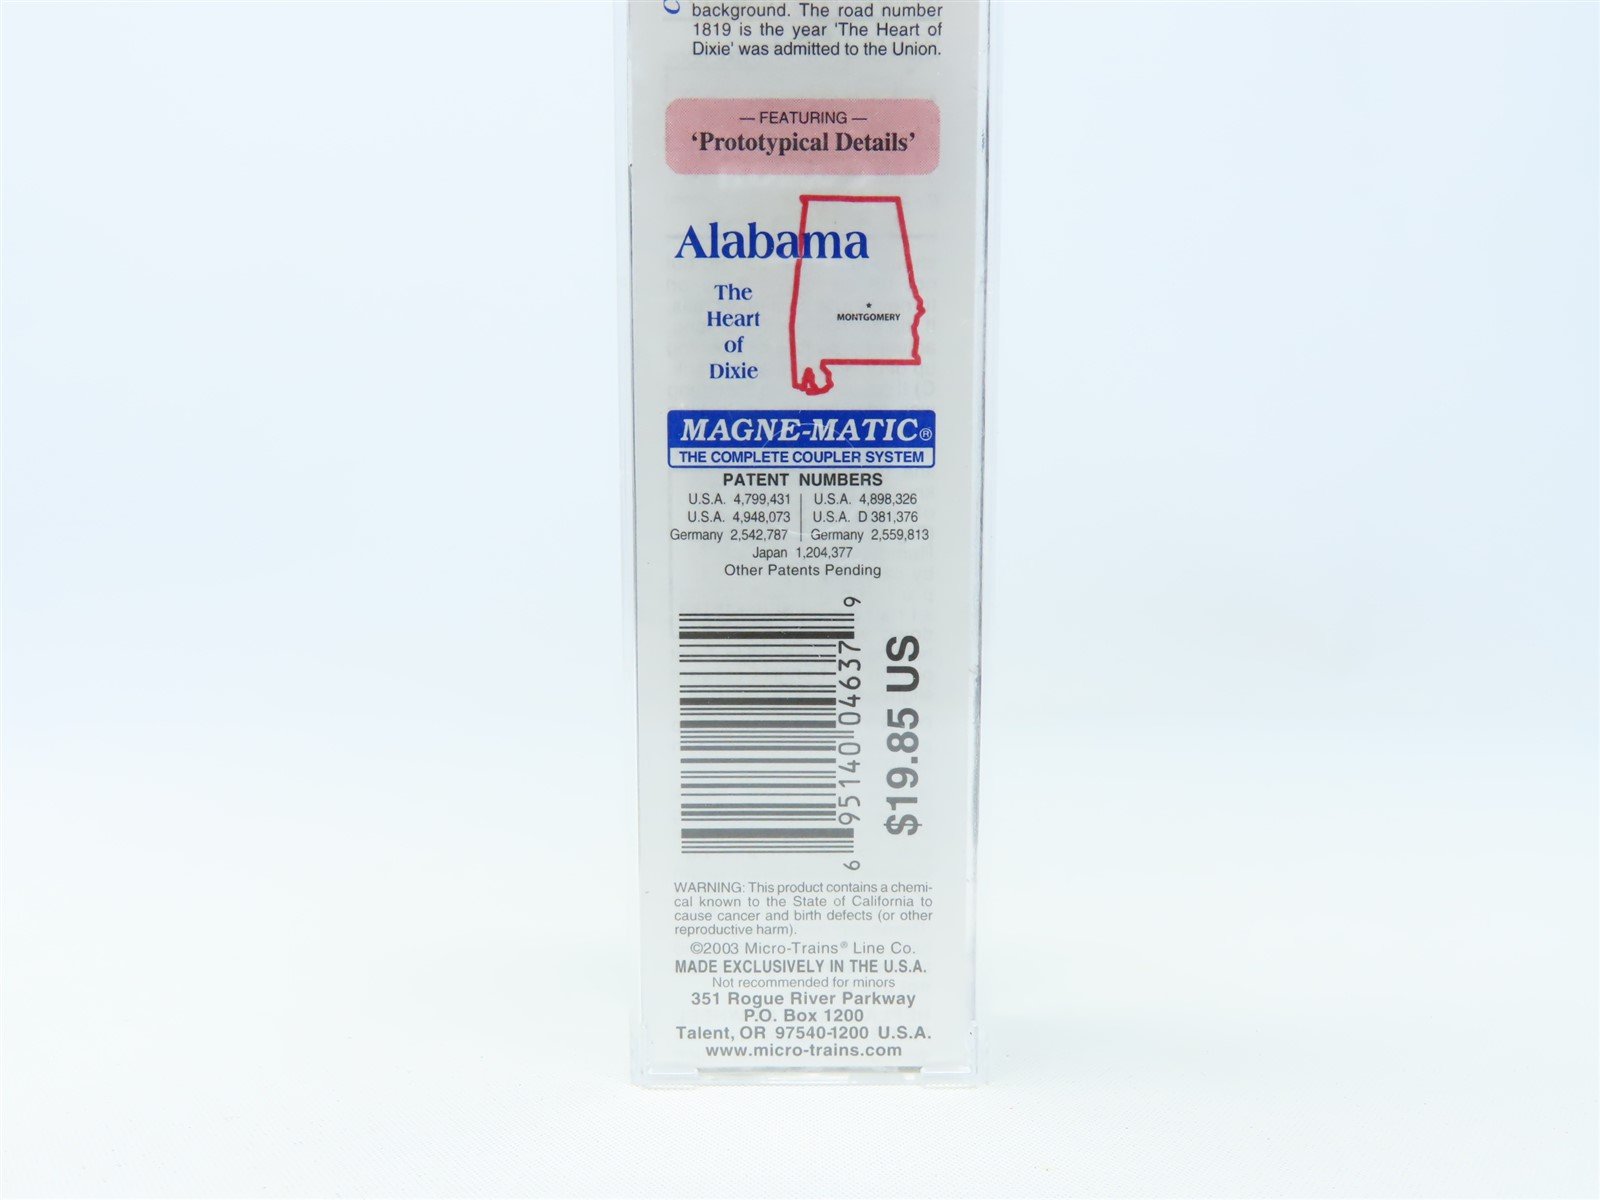 background. The road number
1819 is the year 'The Heart of
Dixie' was admitted to the Union.
— FEATURING —
'Prototypical Details'
Alabama
The
Heart
of
Dixie
MONTGOMERY
MAGNE-MATIC®
THE COMPLETE COUPLER SYSTEM
PATENT NUMBERS
U.S.A. 4,799,431 | U.S.A. 4,898,326
U.S.A. 4,948,073 | U.S.A. D 381,376
Germany 2,542,787 | Germany 2,559,813
Japan 1,204,377
Other Patents Pending
6 95140 04637 9
$19.85 US
WARNING: This product contains a chemi-
cal known to the State of California to
cause cancer and birth defects (or other
reproductive harm).
©2003 Micro-Trains® Line Co.
MADE EXCLUSIVELY IN THE U.S.A.
Not recommended for minors
351 Rogue River Parkway
P.O. Box 1200
Talent, OR 97540-1200 U.S.A.
www.micro-trains.com